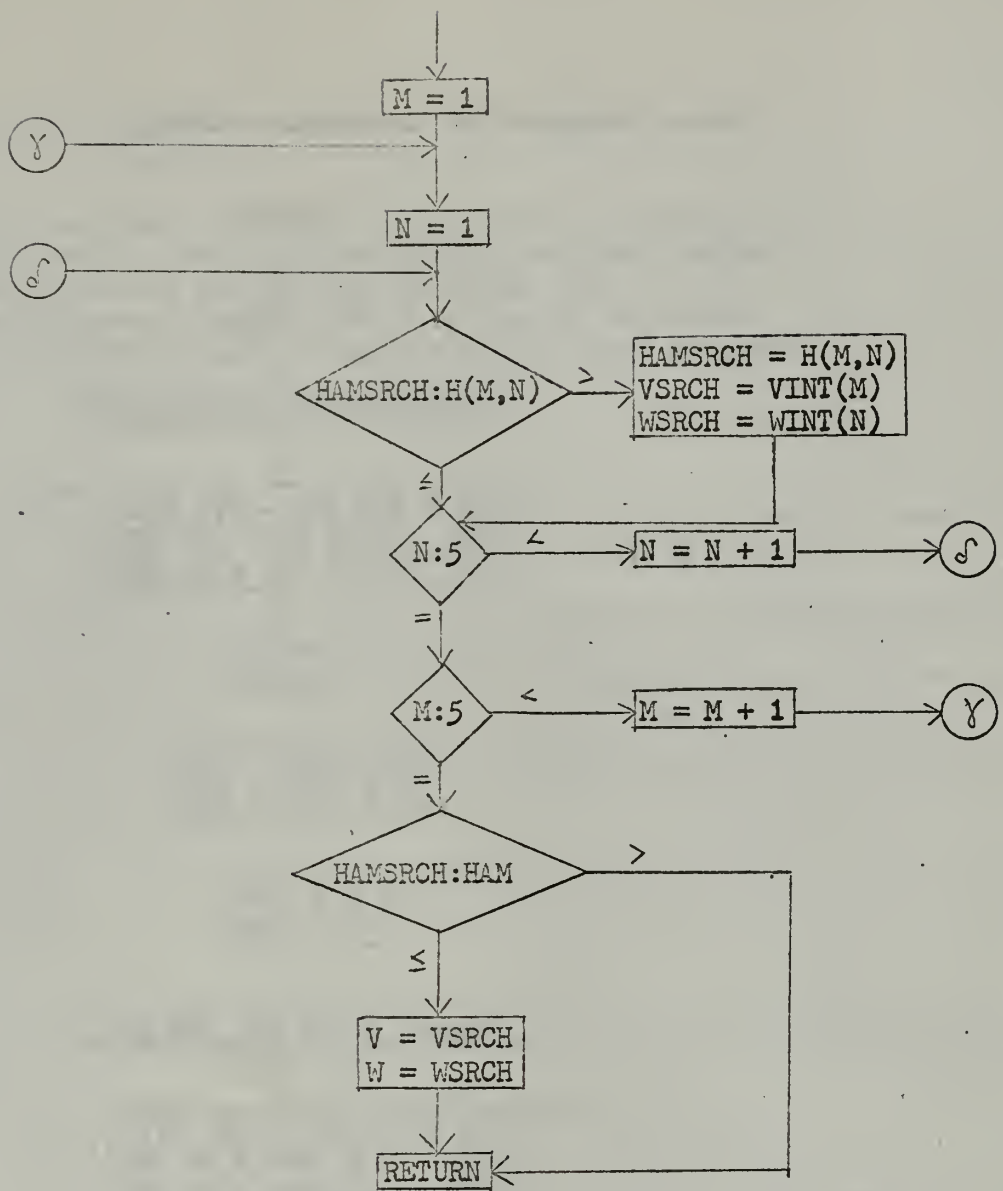 M = 1
γ
N = 1
δ
HAMSRCH:H(M,N)
>
HAMSRCH = H(M,N)
VSRCH = VINT(M)
WSRCH = WINT(N)
≤
N:5
<
N = N + 1
δ
=
M:5
<
M = M + 1
γ
=
HAMSRCH:HAM
>
≤
V = VSRCH
W = WSRCH
RETURN